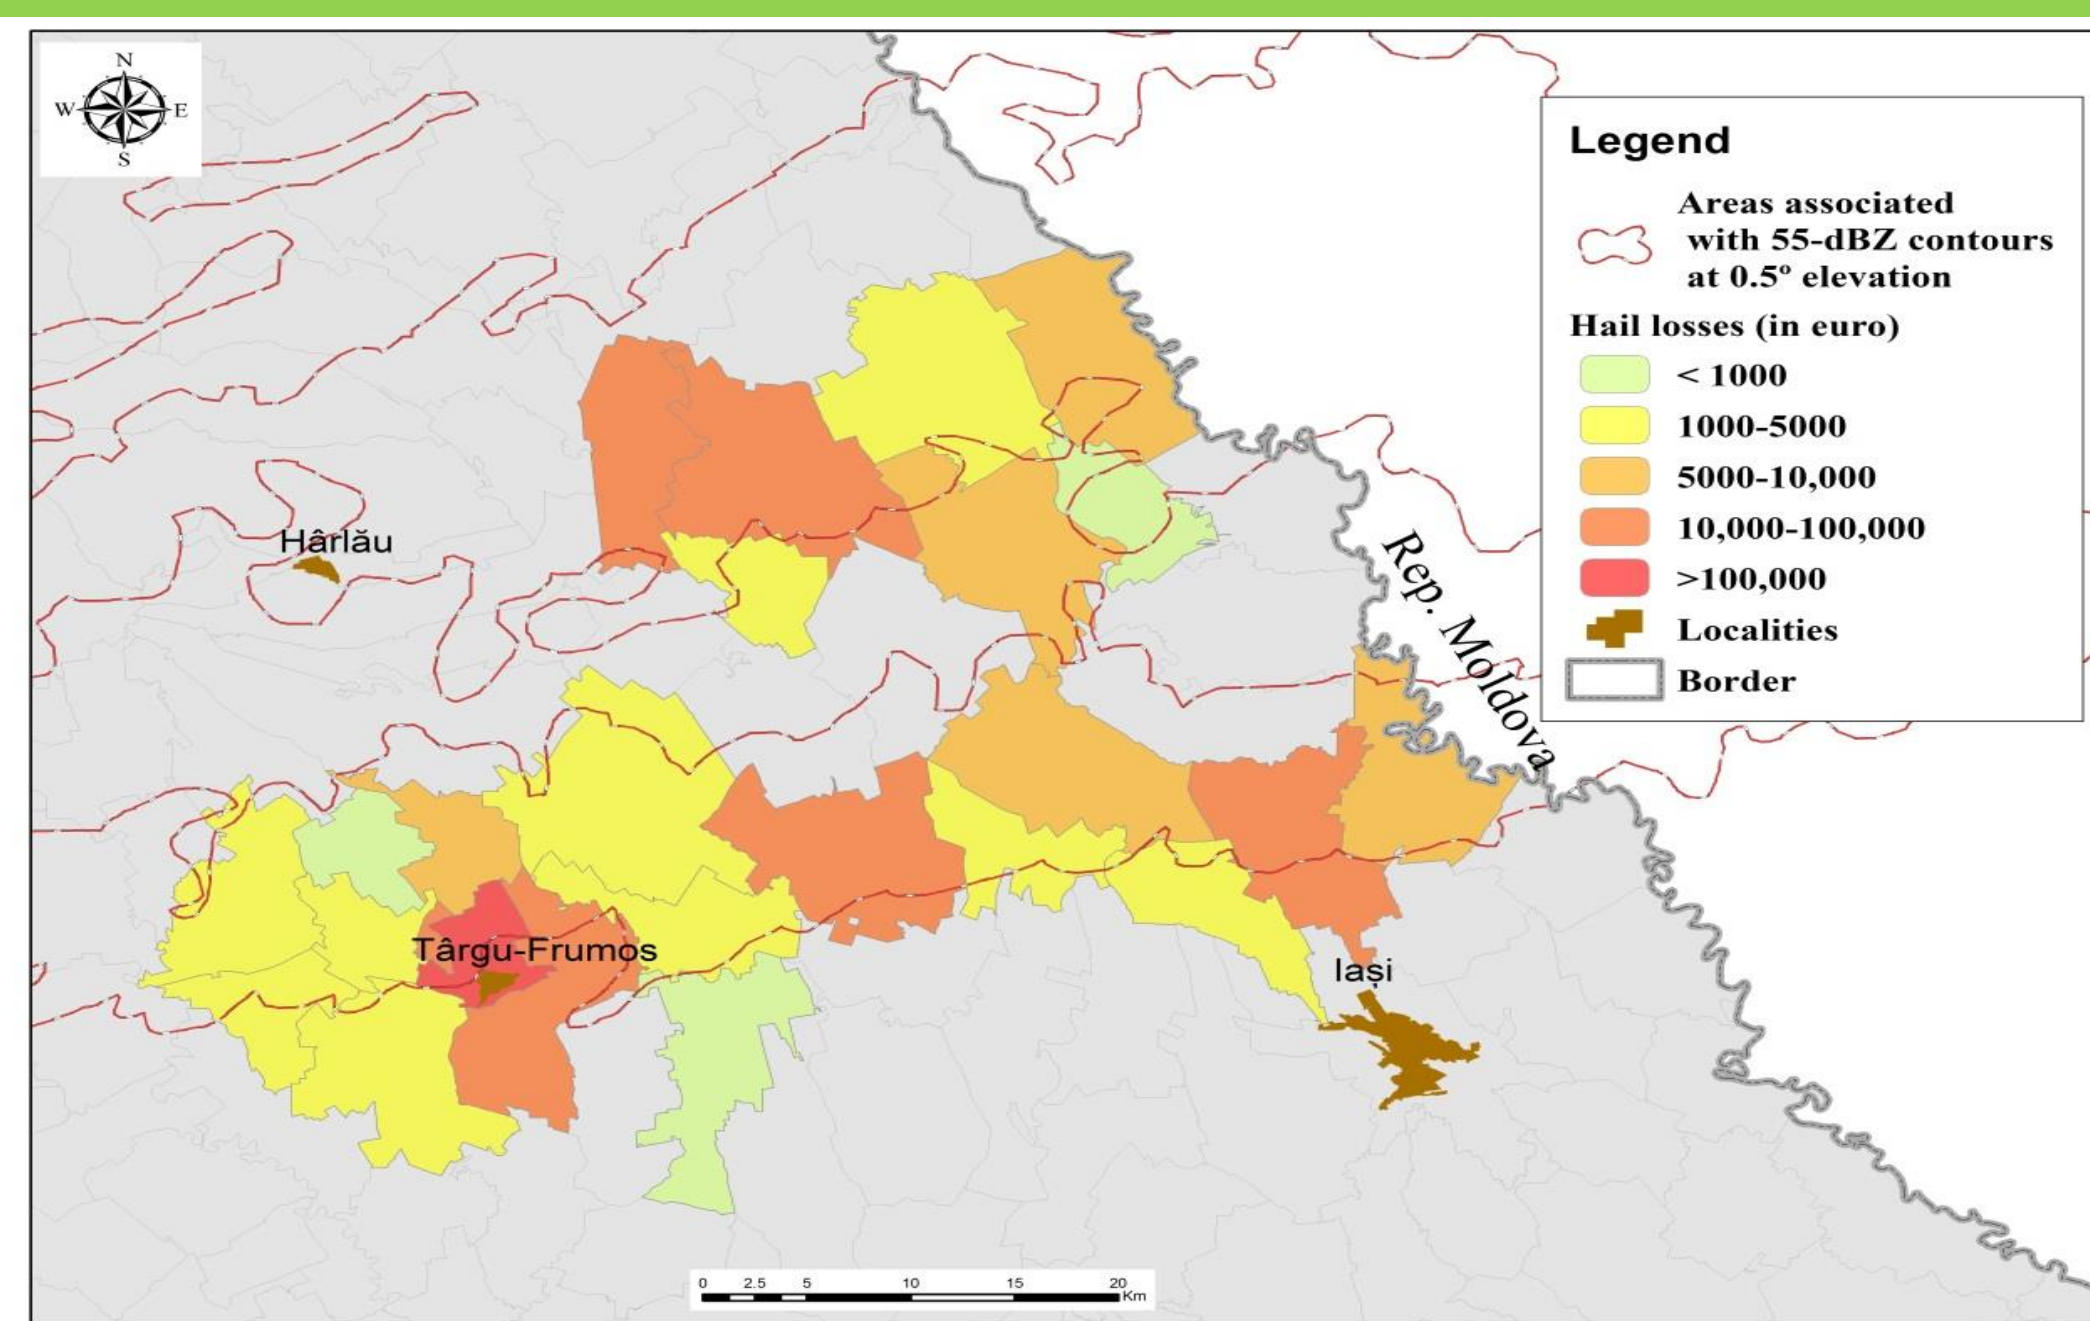 N
W E
S
Legend
Areas associated
with 55-dBZ contours
at 0.5º elevation
Hail losses (in euro)
< 1000
1000-5000
5000-10,000
10,000-100,000
>100,000
Localities
Border
Hârlău
Rep. Moldova
Târgu-Frumos
Iași
0 2.5 5 10 15 20
Km